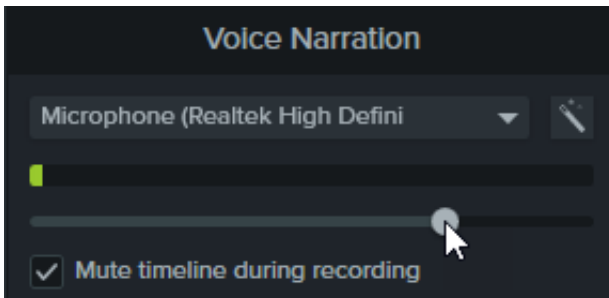 Voice Narration
Microphone (Realtek High Defini
Mute timeline during recording